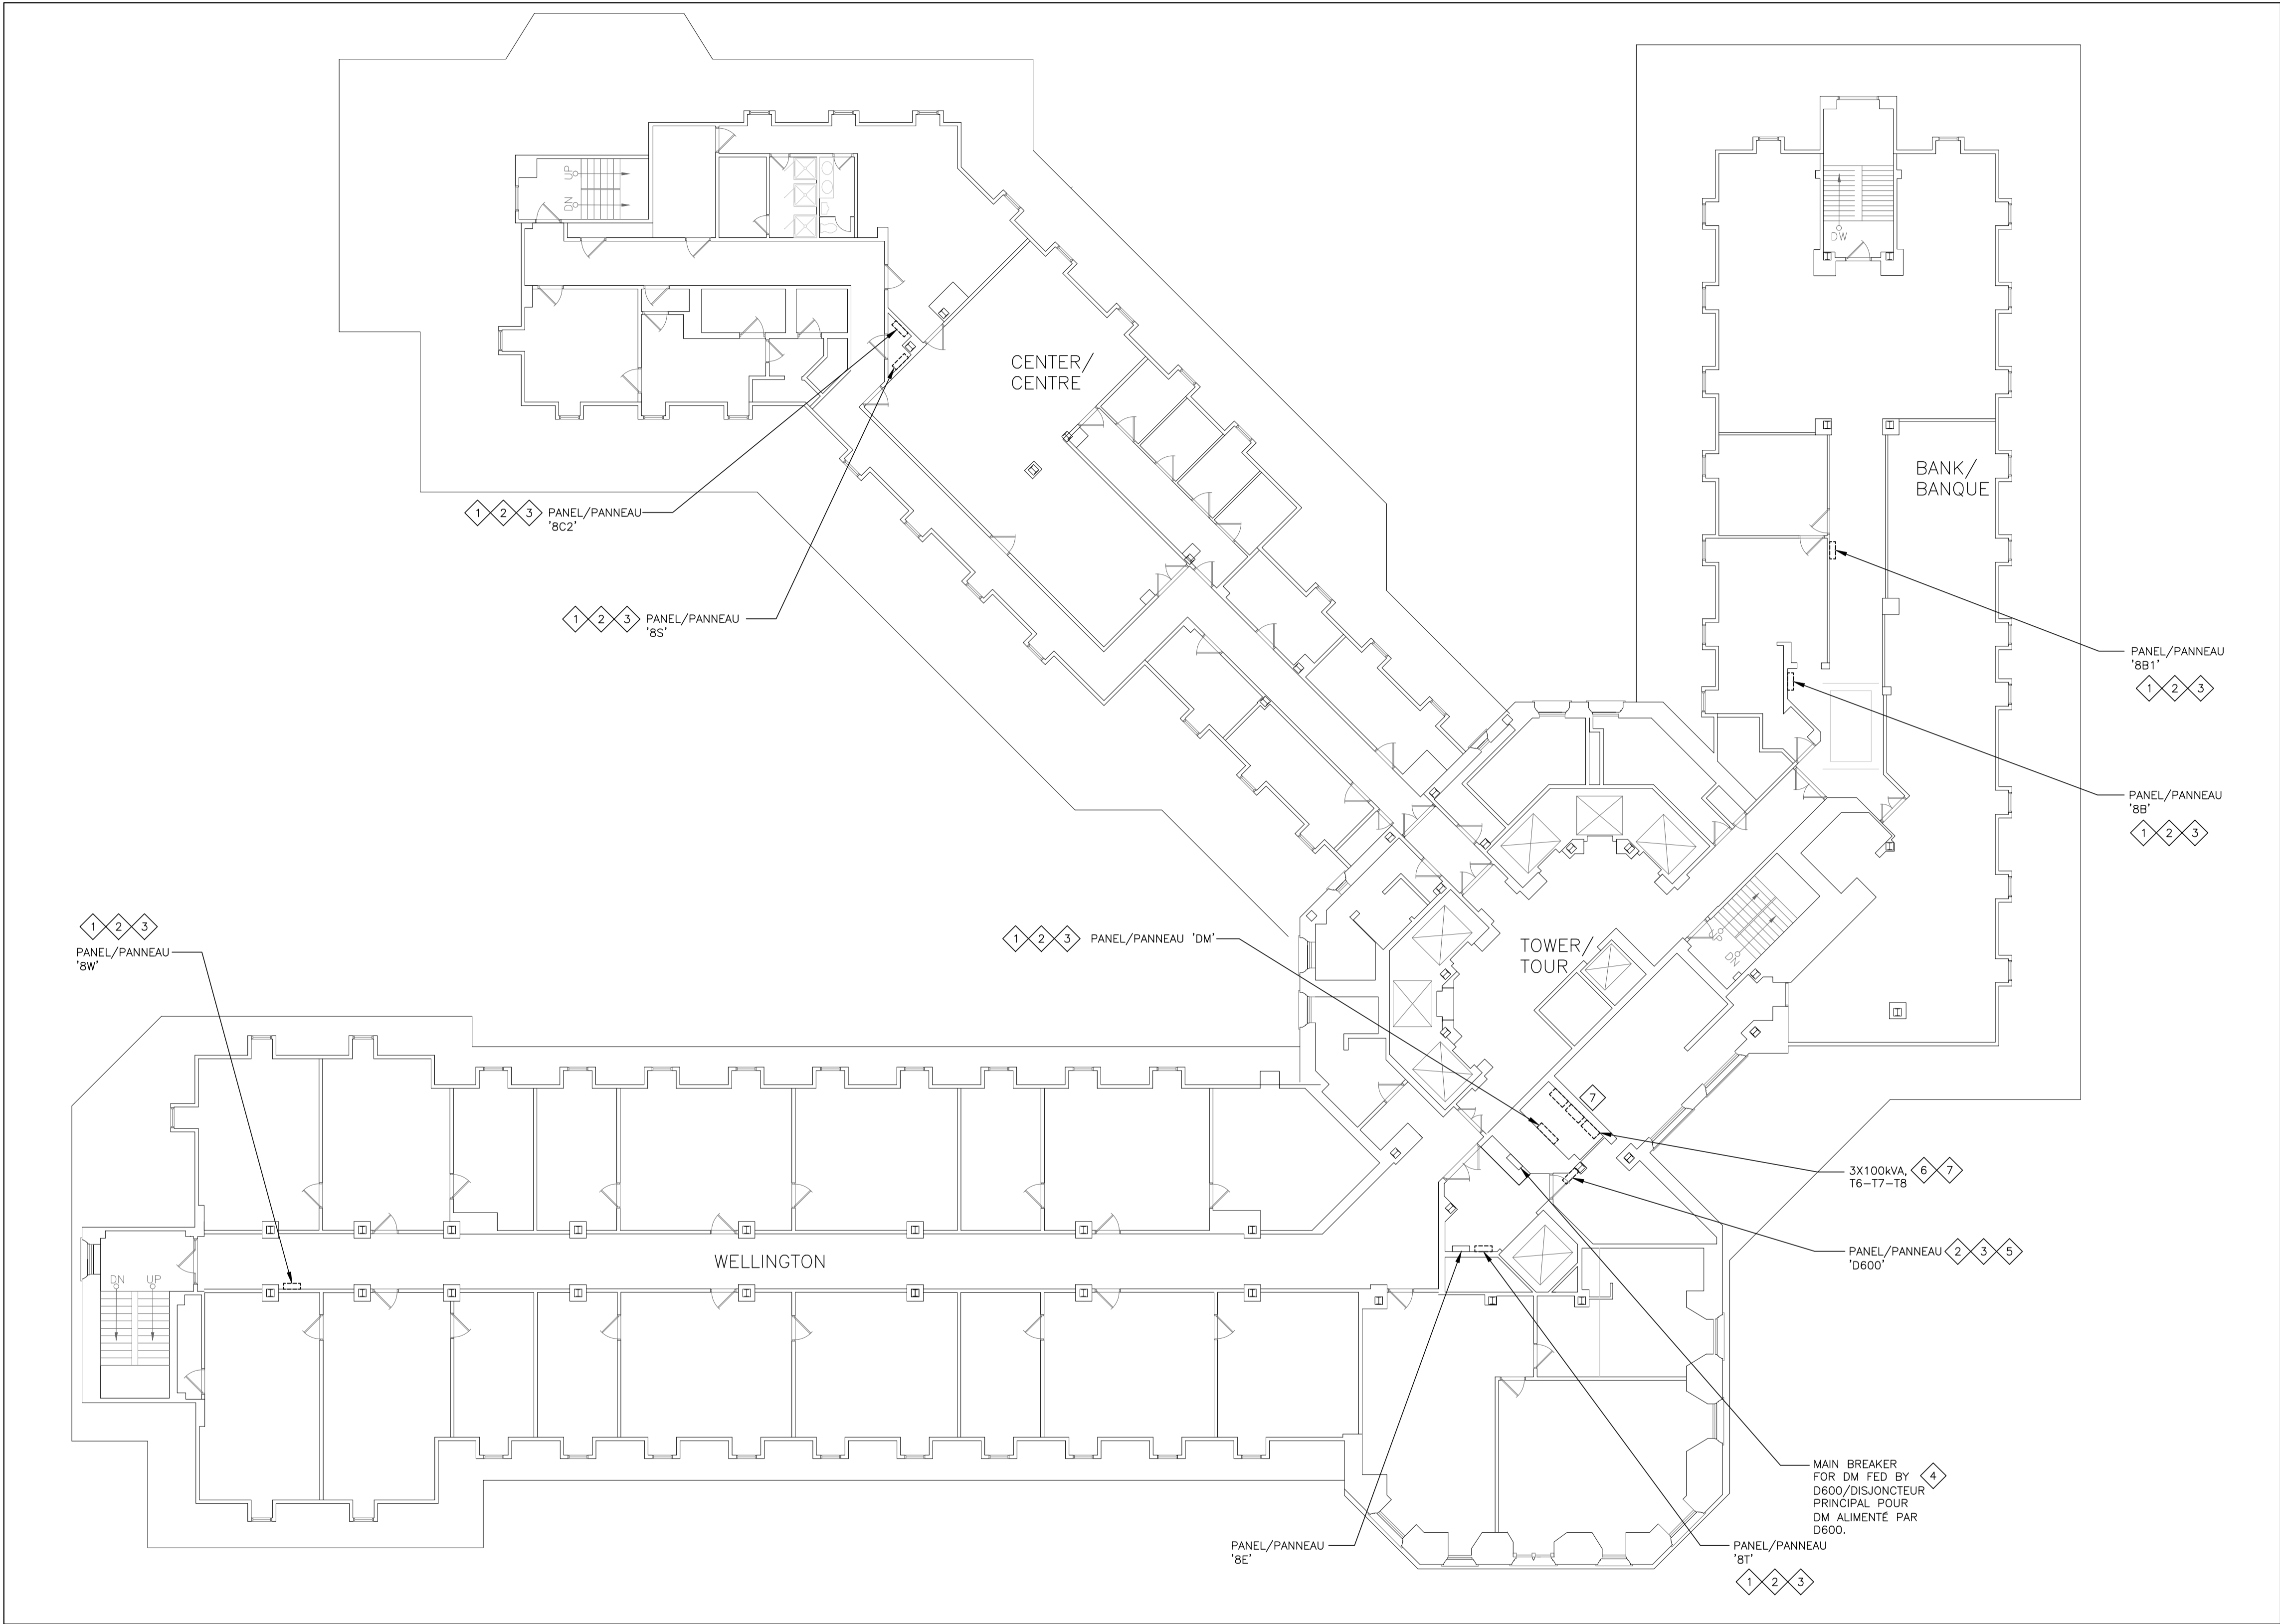 UP
DN
DW
CENTER/
CENTRE
BANK/
BANQUE
1 2 3 PANEL/PANNEAU
'8C2'
1 2 3 PANEL/PANNEAU
'8S'
PANEL/PANNEAU
'8B1'
1 2 3
PANEL/PANNEAU
'8B'
1 2 3
1 2 3
PANEL/PANNEAU
'8W'
1 2 3 PANEL/PANNEAU 'DM'
TOWER/
TOUR
DN
7
3X100kVA, 6 7
T6-T7-T8
PANEL/PANNEAU 2 3 5
'D600'
WELLINGTON
DN UP
MAIN BREAKER
FOR DM FED BY 4
D600/DISJONCTEUR
PRINCIPAL POUR
DM ALIMENTÉ PAR
D600.
PANEL/PANNEAU
'8E'
PANEL/PANNEAU
'8T'
1 2 3